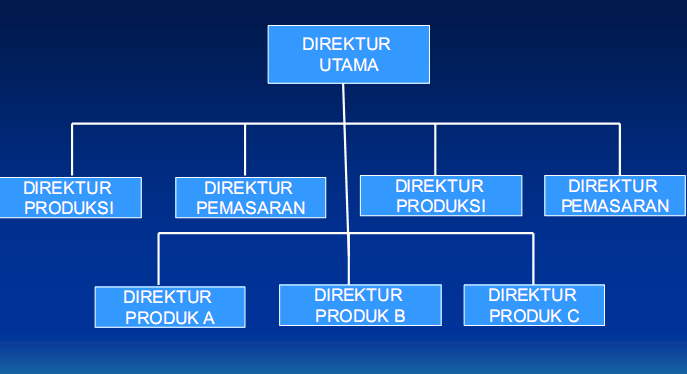 DIREKTUR
UTAMA
DIREKTUR
PRODUKSI
DIREKTUR
PEMASARAN
DIREKTUR
PRODUKSI
DIREKTUR
PEMASARAN
DIREKTUR
PRODUK A
DIREKTUR
PRODUK B
DIREKTUR
PRODUK C